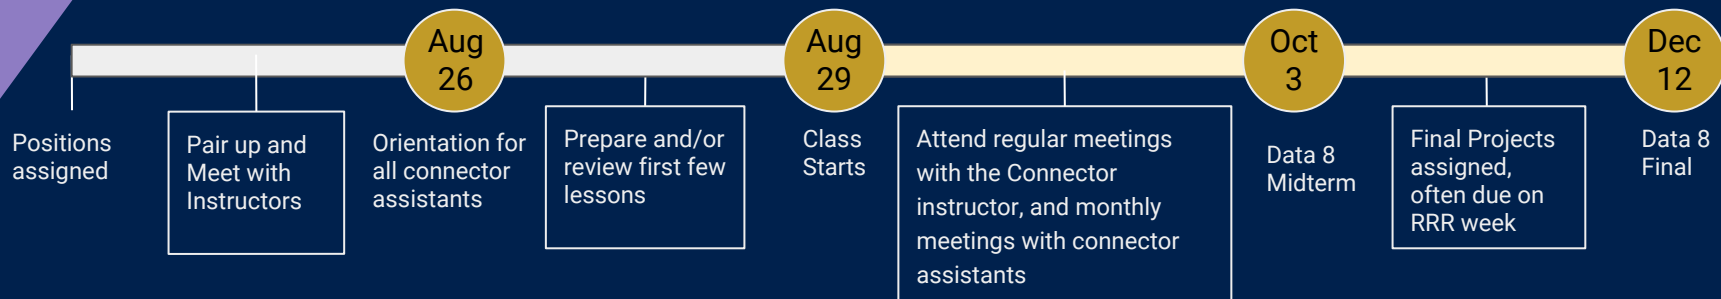 Aug
26
Aug
29
Oct
3
Dec
12
Positions
assigned
Pair up and
Meet with
Instructors
Orientation for
all connector
assistants
Prepare and/or
review first few
lessons
Class
Starts
Attend regular meetings
with the Connector
instructor, and monthly
meetings with connector
assistants
Data 8
Midterm
Final Projects
assigned,
often due on
RRR week
Data 8
Final